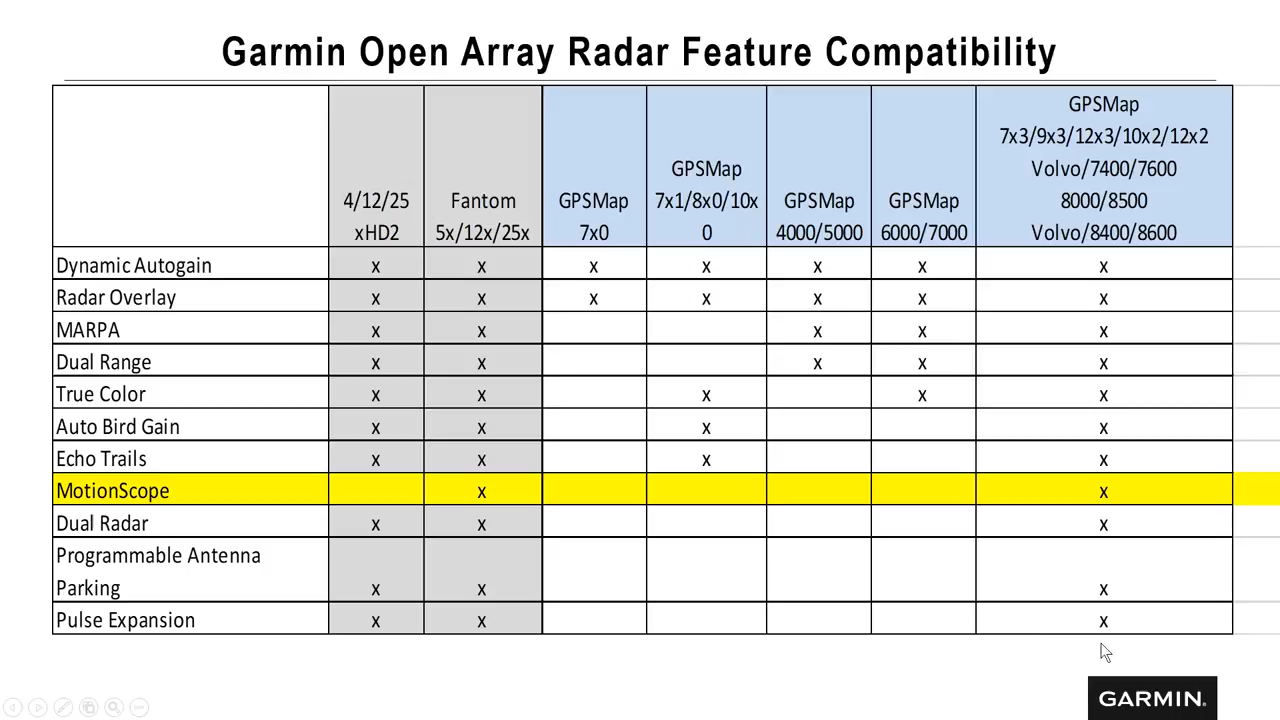 Garmin Open Array Radar Feature Compatibility
4/12/25
xHD2
Fantom
5x/12x/25x
GPSMap
7x0
GPSMap
7x1/8x0/10x
0
GPSMap
4000/5000
GPSMap
6000/7000
GPSMap
7x3/9x3/12x3/10x2/12x2
Volvo/7400/7600
8000/8500
Volvo/8400/8600
Dynamic Autogain x x x x x x x
Radar Overlay x x x x x x x
MARPA x x x x x
Dual Range x x x x x
True Color x x x x x
Auto Bird Gain x x x x
Echo Trails x x x x
MotionScope x x
Dual Radar x x x
Programmable Antenna
Parking x x x
Pulse Expansion x x x
GARMIN.